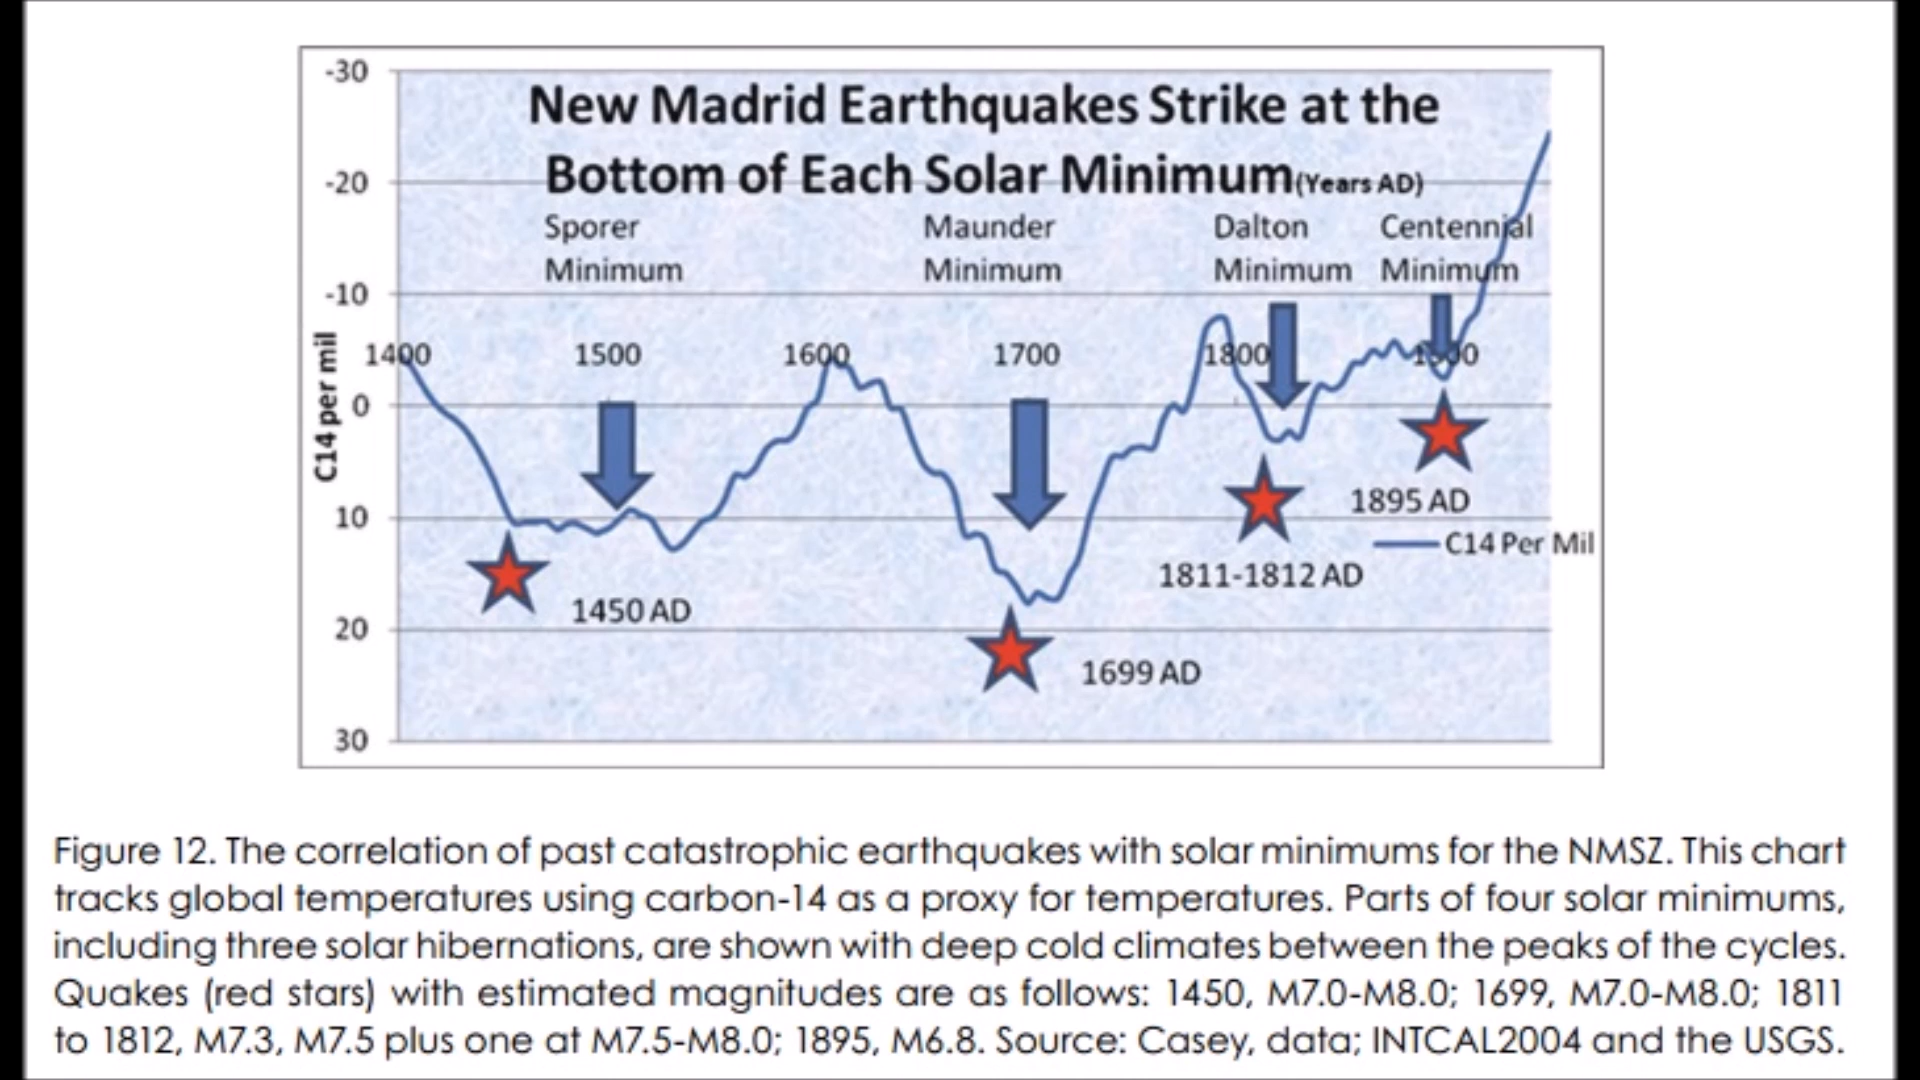 -30
New Madrid Earthquakes Strike at the
Bottom of Each Solar Minimum(Years AD)
-20
Sporer Minimum
Maunder Minimum
Dalton Minimum
Centennial Minimum
-10
C14 per mil
1400 1500 1600 1700 1800 1900
0
10
1895 AD
C14 Per Mil
1811-1812 AD
1450 AD
20
1699 AD
30
Figure 12. The correlation of past catastrophic earthquakes with solar minimums for the NMSZ. This chart
tracks global temperatures using carbon-14 as a proxy for temperatures. Parts of four solar minimums,
including three solar hibernations, are shown with deep cold climates between the peaks of the cycles.
Quakes (red stars) with estimated magnitudes are as follows: 1450, M7.0-M8.0; 1699, M7.0-M8.0; 1811
to 1812, M7.3, M7.5 plus one at M7.5-M8.0; 1895, M6.8. Source: Casey, data; INTCAL2004 and the USGS.